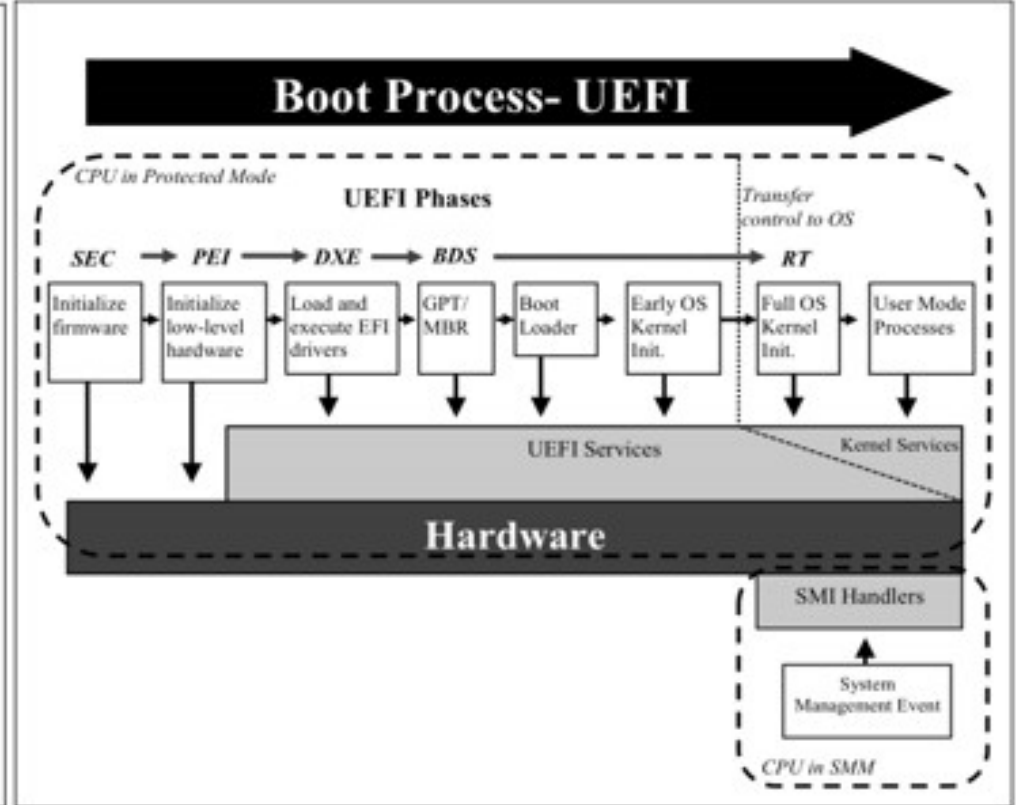 Boot Process- UEFI
CPU in Protected Mode
UEFI Phases
Transfer
control to OS
SEC PEI DXE BDS RT
Initialize
firmware
Initialize
low-level
hardware
Load and
execute EFI
drivers
GPT/
MBR
Boot
Loader
Early OS
Kernel
Init.
Full OS
Kernel
Init.
User Mode
Processes
UEFI Services
Kernel Services
Hardware
SMI Handlers
System
Management Event
CPU in SMM